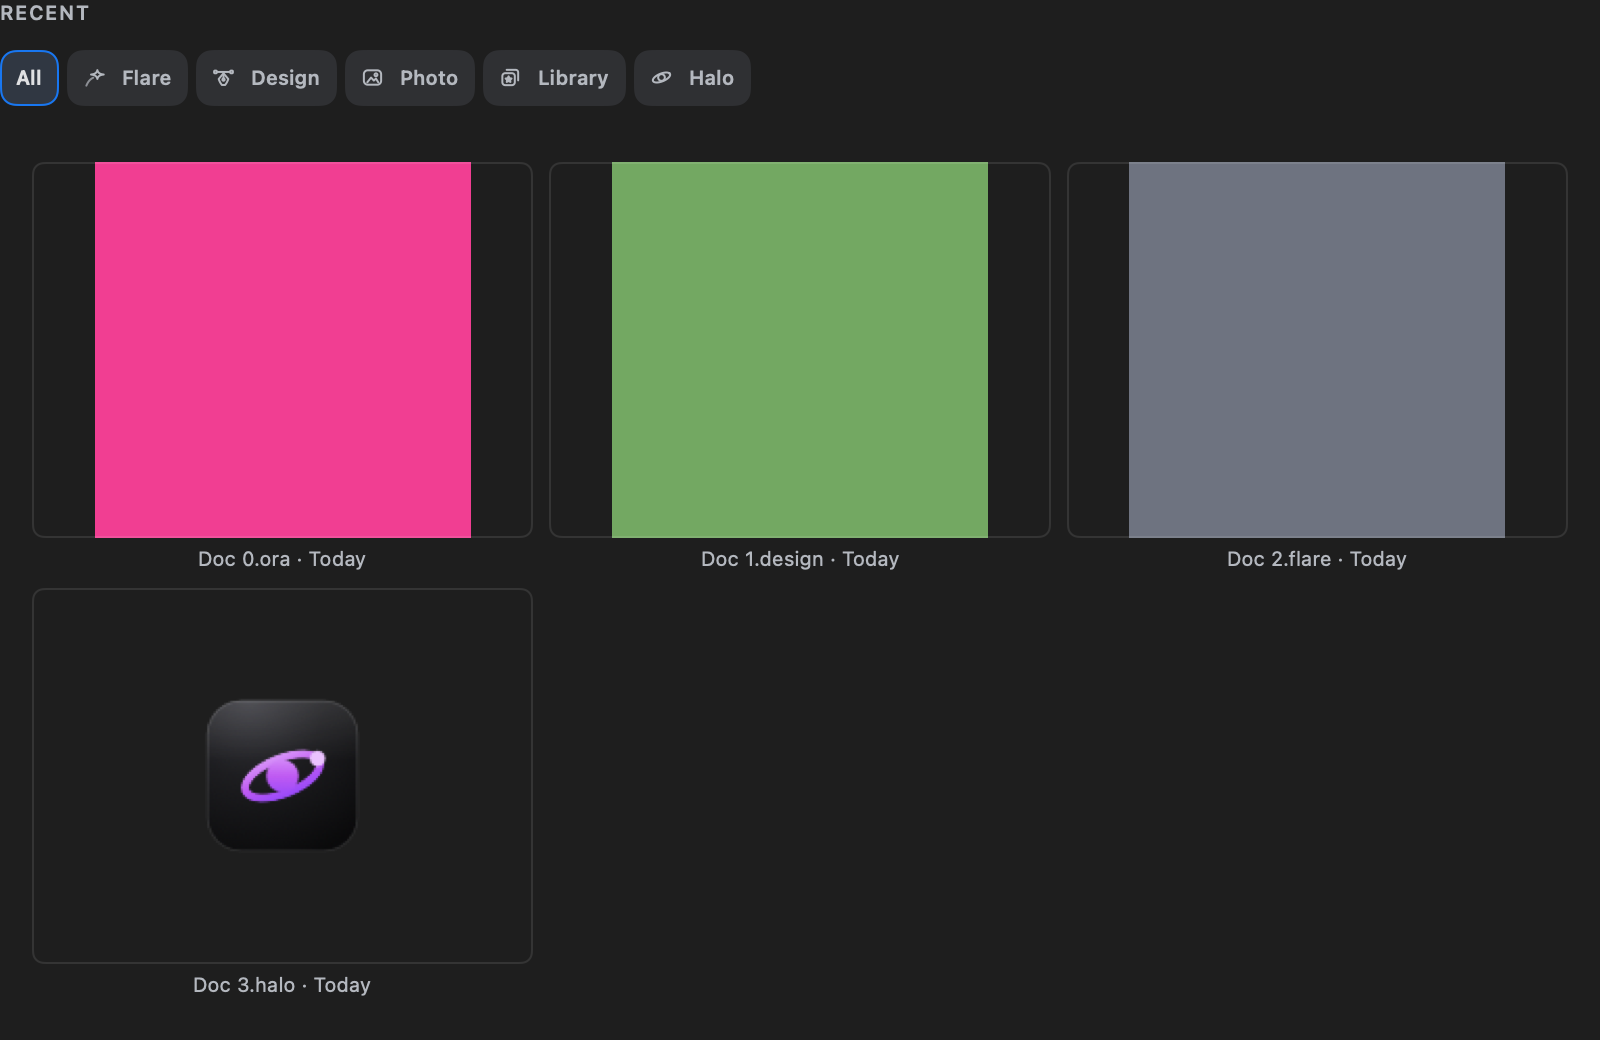 RECENT
All
Flare
Design
Photo
Library
Halo
Doc 0.ora · Today
Doc 1.design · Today
Doc 2.flare · Today
Doc 3.halo · Today